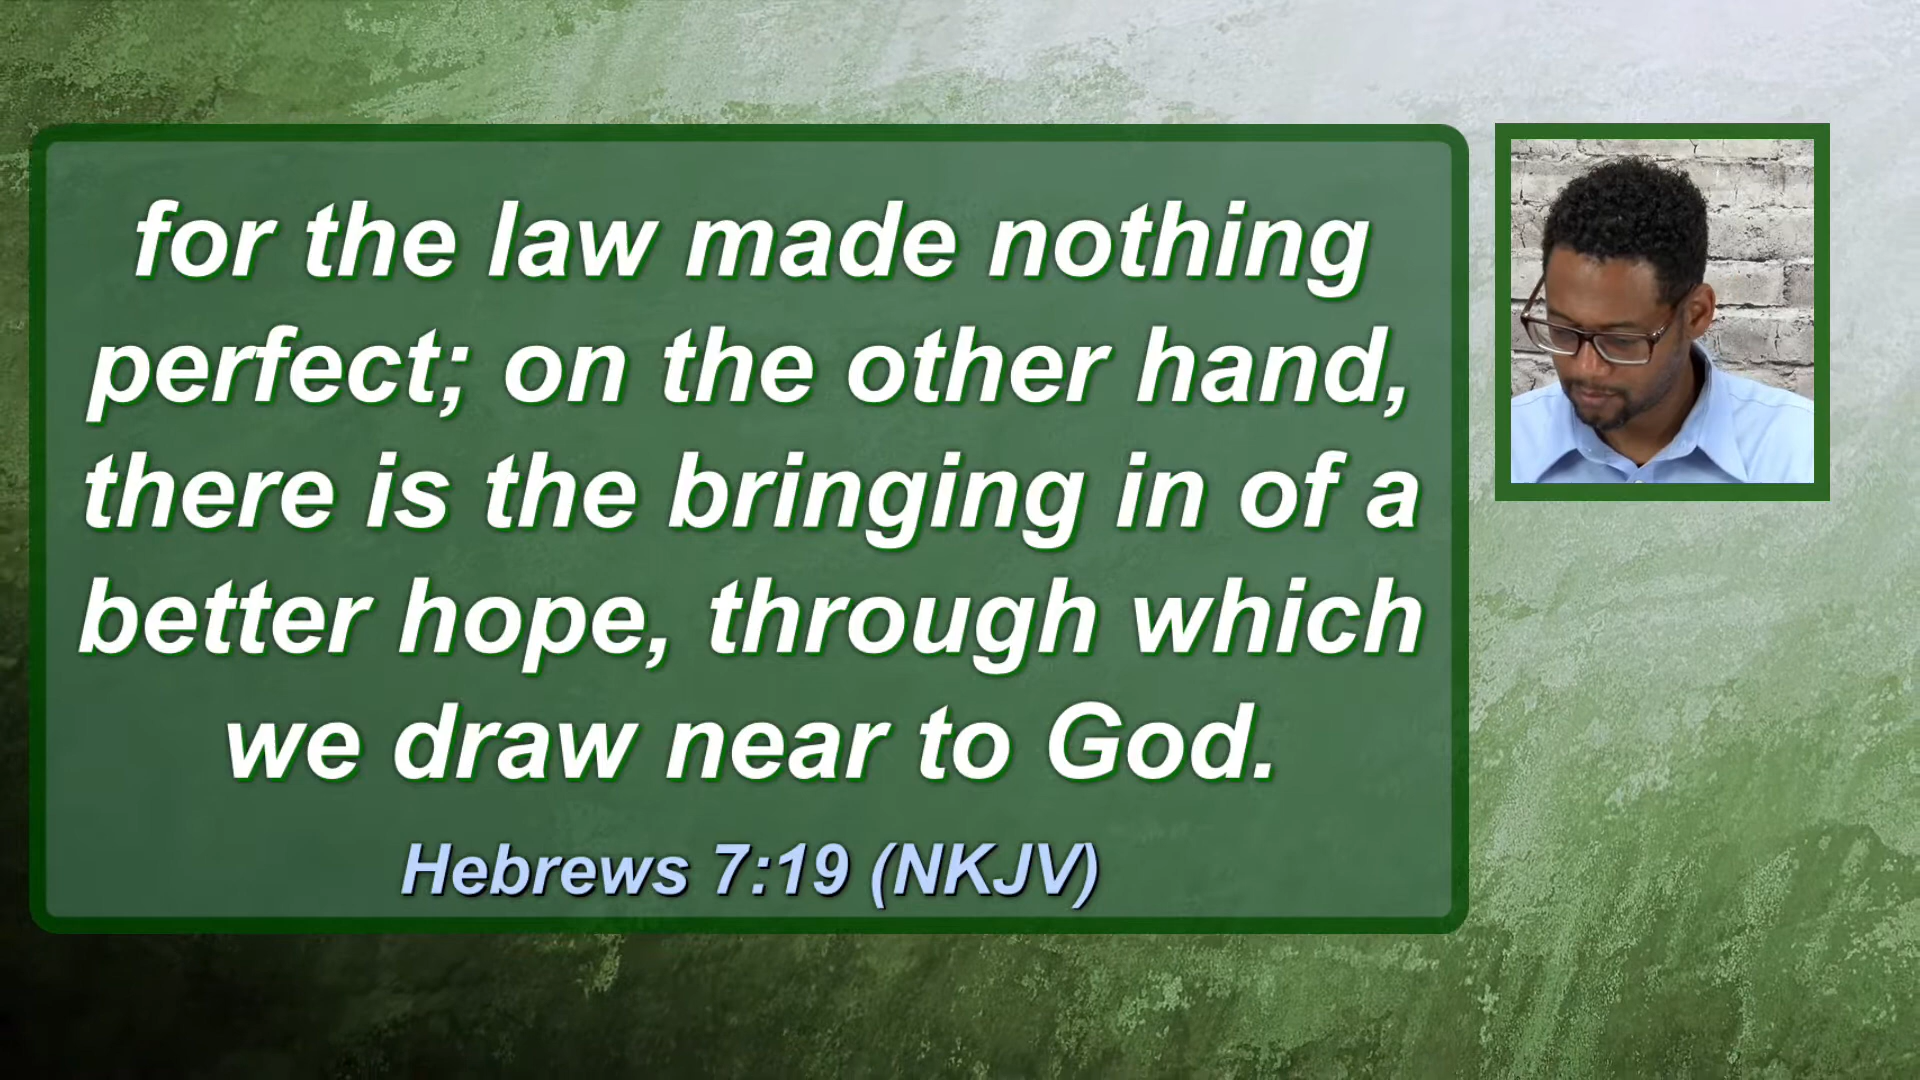 for the law made nothing
perfect; on the other hand,
there is the bringing in of a
better hope, through which
we draw near to God.
Hebrews 7:19 (NKJV)